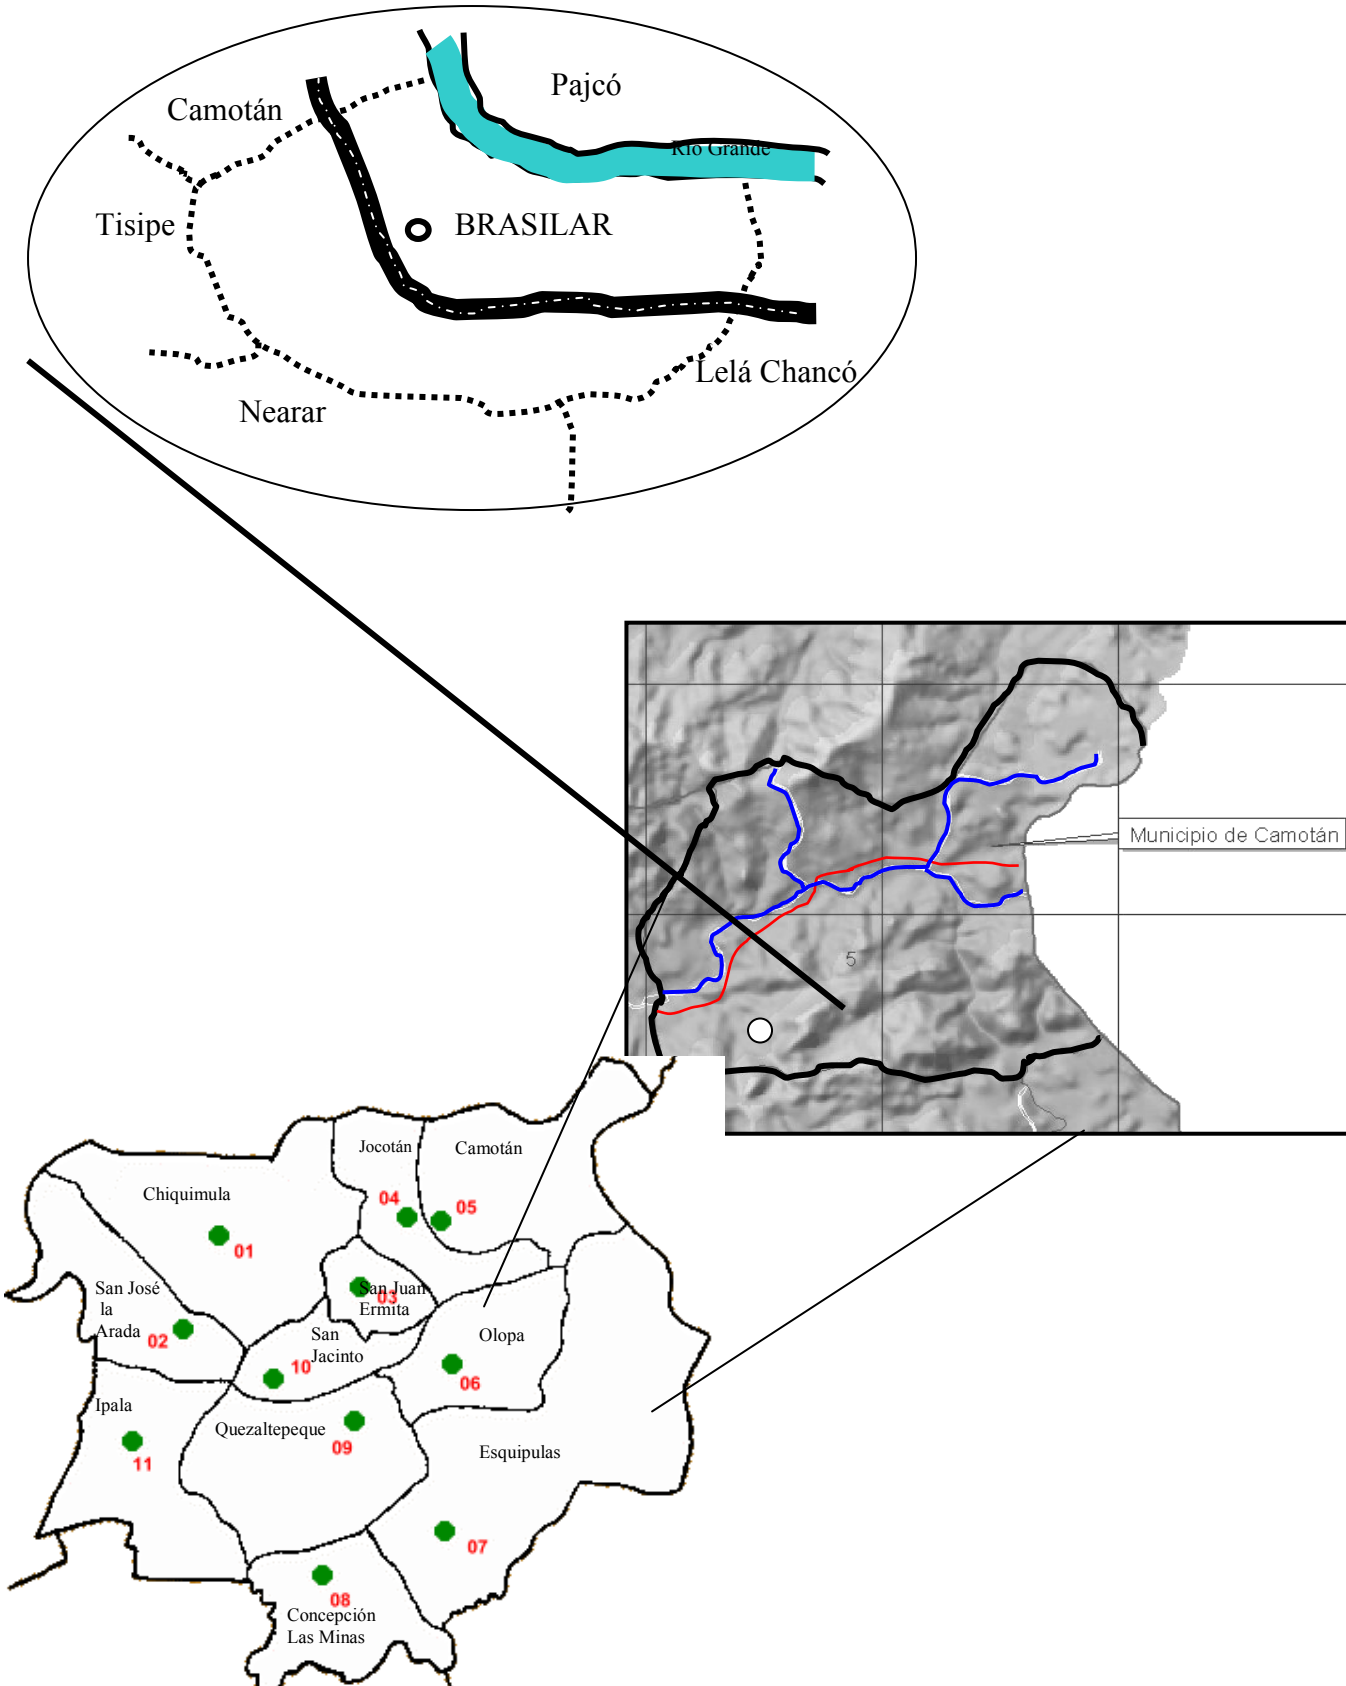 Pajcó
Camotán
Río Grande
Tisipe
BRASILAR
Lelá Chancó
Nearar
Municipio de Camotán
5
Jocotán
Camotán
Chiquimula
04
05
01
San José
la
Arada
02
San Juan
03
Ermita
San
Jacinto
10
Olopa
06
Ipala
11
Quezaltepeque
09
Esquipulas
07
08
Concepción
Las Minas